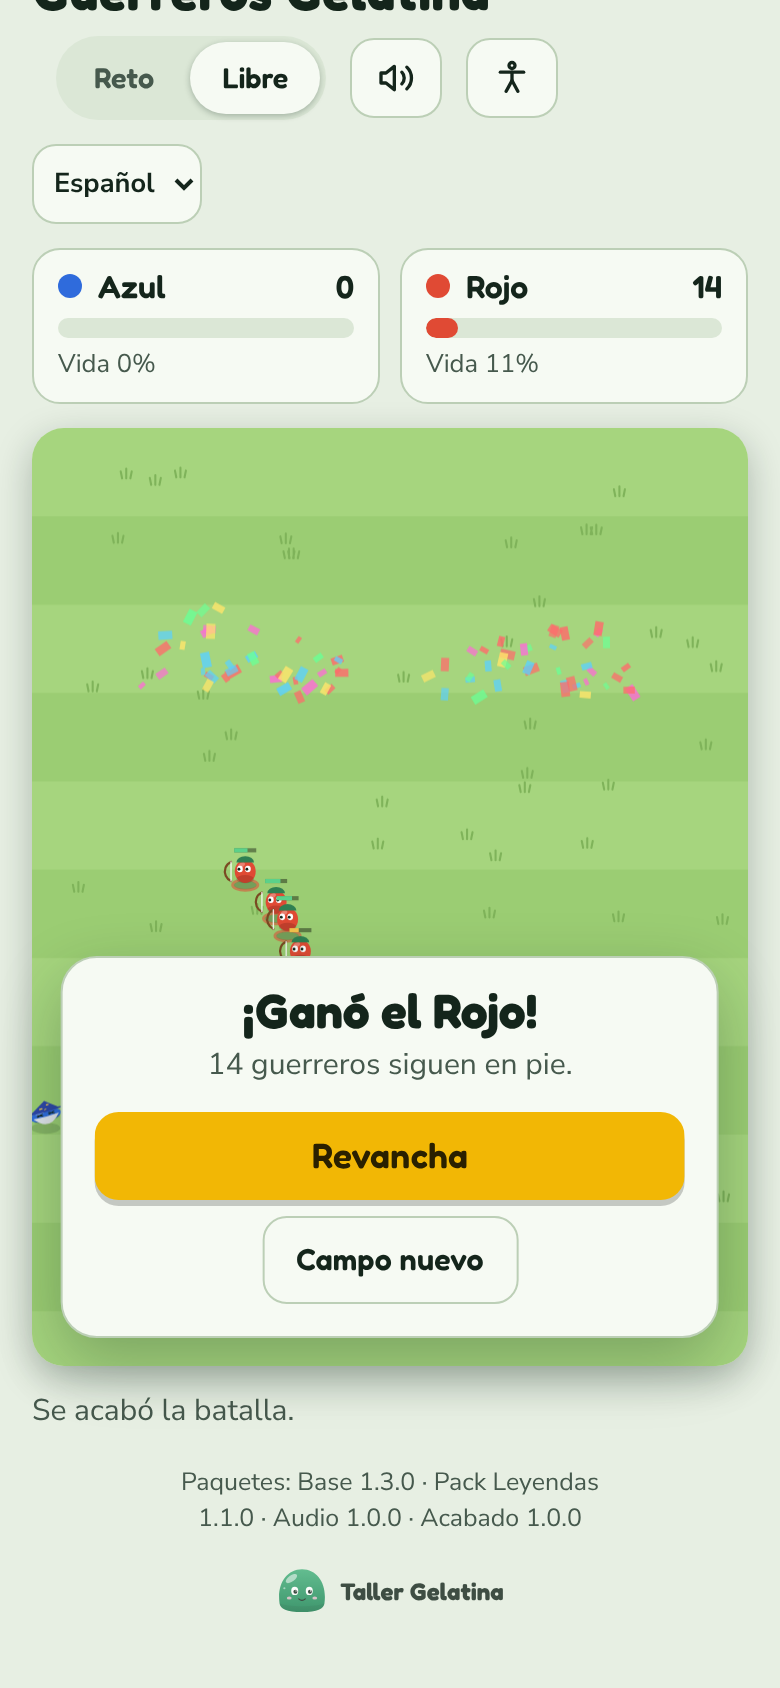 Guerreros Gelatina
Reto
Libre
Español
Azul 0
Vida 0%
Rojo 14
Vida 11%
¡Ganó el Rojo!
14 guerreros siguen en pie.
Revancha
Campo nuevo
Se acabó la batalla.
Paquetes: Base 1.3.0 · Pack Leyendas
1.1.0 · Audio 1.0.0 · Acabado 1.0.0
Taller Gelatina